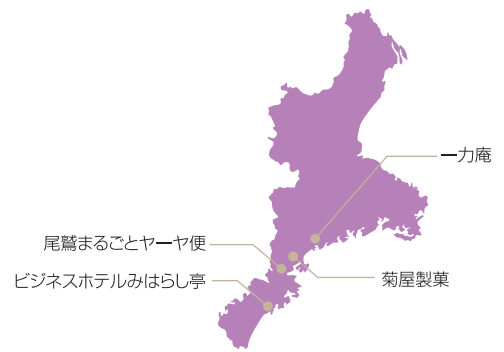 一力庵
尾鷲まるごとヤーヤ便
ビジネスホテルみはらし亭
菊屋製菓